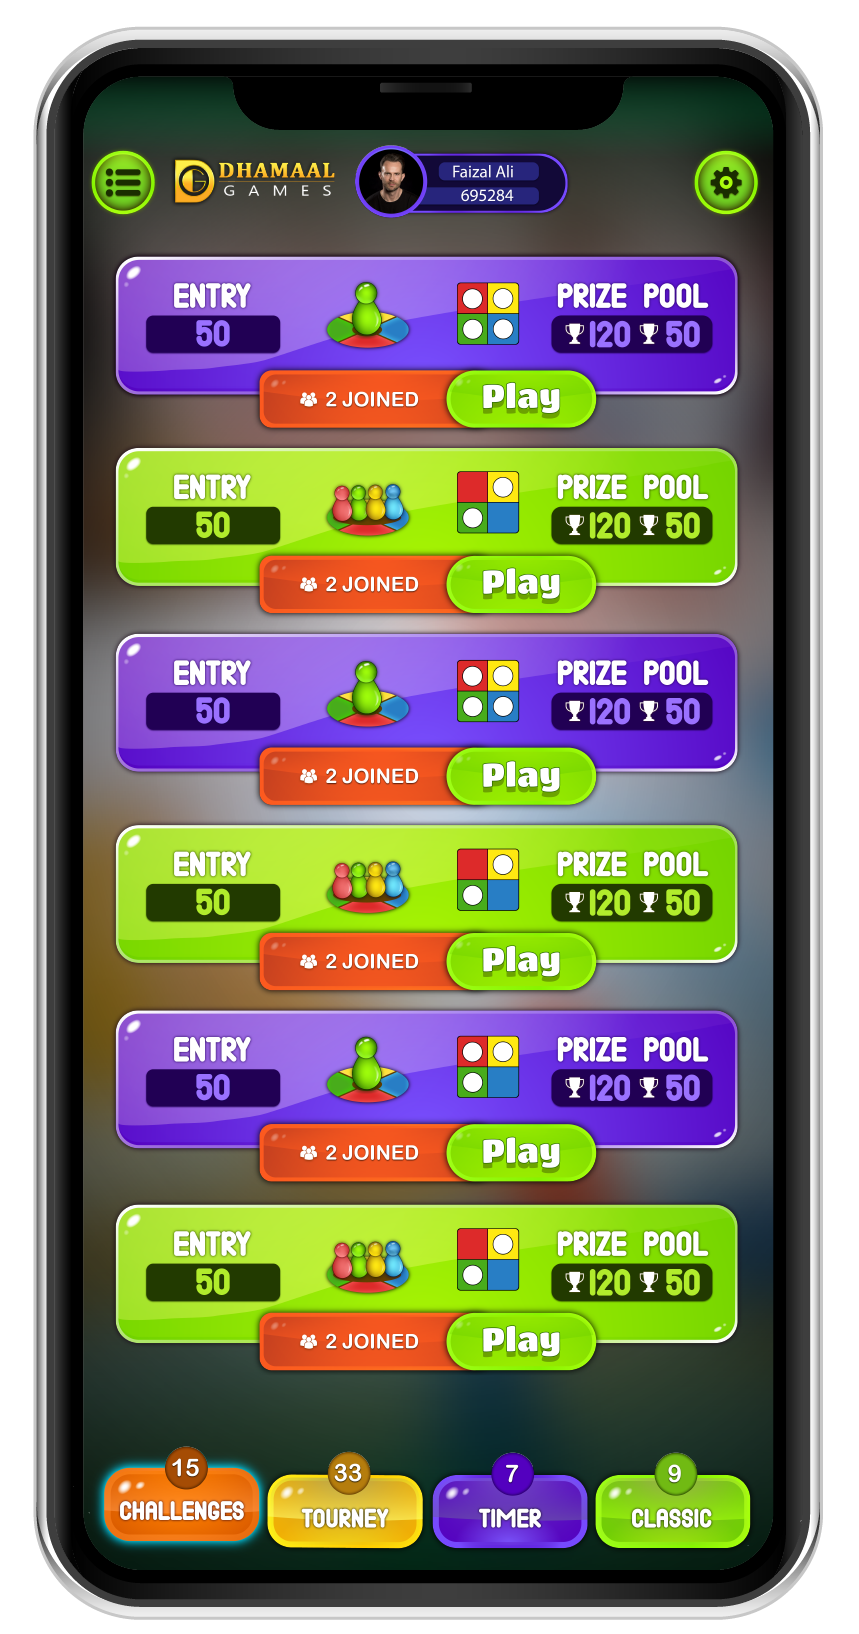 DHAMAAL
GAMES
Faizal Ali
695284
ENTRY
50
PRIZE POOL
120 50
2 JOINED
Play
ENTRY
50
PRIZE POOL
120 50
2 JOINED
Play
ENTRY
50
PRIZE POOL
120 50
2 JOINED
Play
ENTRY
50
PRIZE POOL
120 50
2 JOINED
Play
ENTRY
50
PRIZE POOL
120 50
2 JOINED
Play
ENTRY
50
PRIZE POOL
120 50
2 JOINED
Play
15
CHALLENGES
33
TOURNEY
7
TIMER
9
CLASSIC